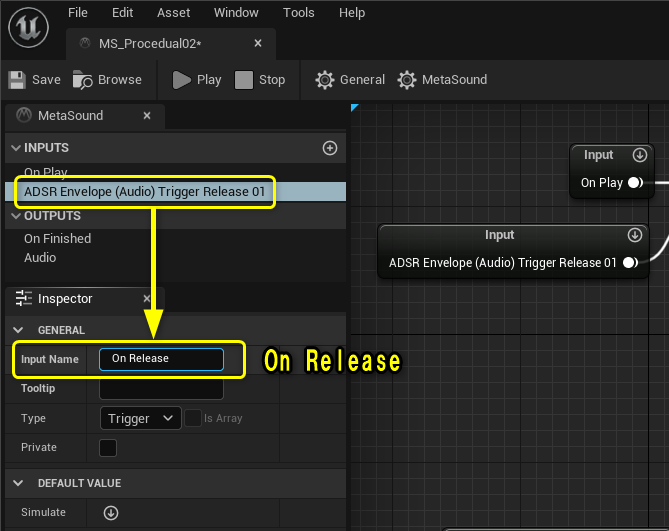 File Edit Asset Window Tools Help
MS_Procedual02*
Save Browse Play Stop General MetaSound
MetaSound
INPUTS
On Play
ADSR Envelope (Audio) Trigger Release 01
OUTPUTS
On Finished
Audio
Inspector
GENERAL
Input Name On Release
On Release
Tooltip
Type Trigger Is Array
Private
DEFAULT VALUE
Simulate
Input
On Play
Input
ADSR Envelope (Audio) Trigger Release 01